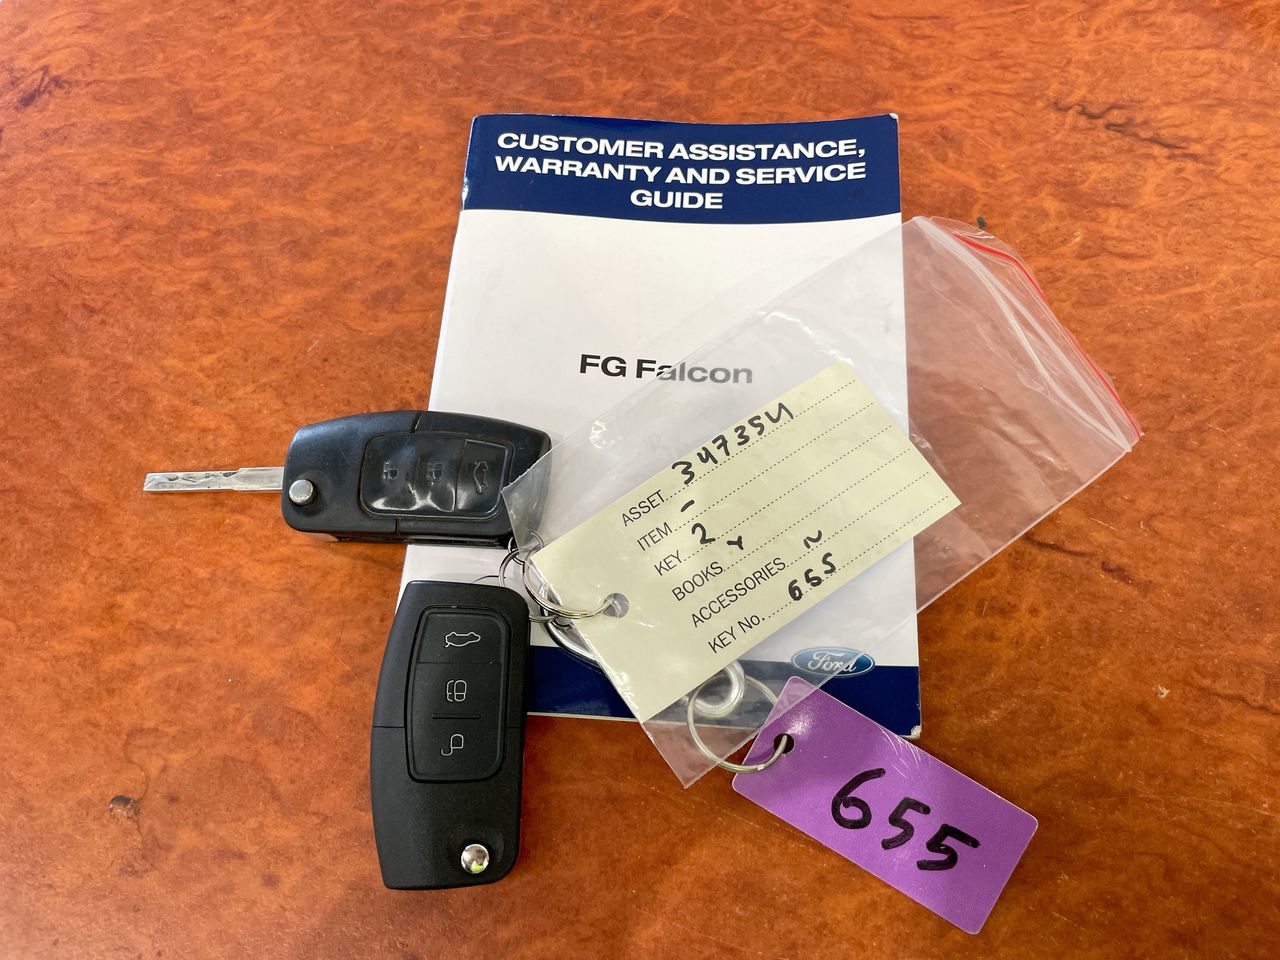 CUSTOMER ASSISTANCE,
WARRANTY AND SERVICE
GUIDE
FG Falcon
ASSET 347354
ITEM -
KEY 2
BOOKS Y
ACCESSORIES N
KEY No. 655
Ford
655